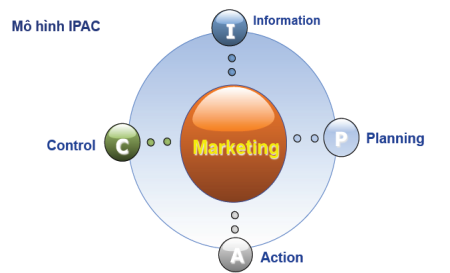 Mô hình IPAC
I
Information
C
Control
Marketing
P
Planning
A
Action